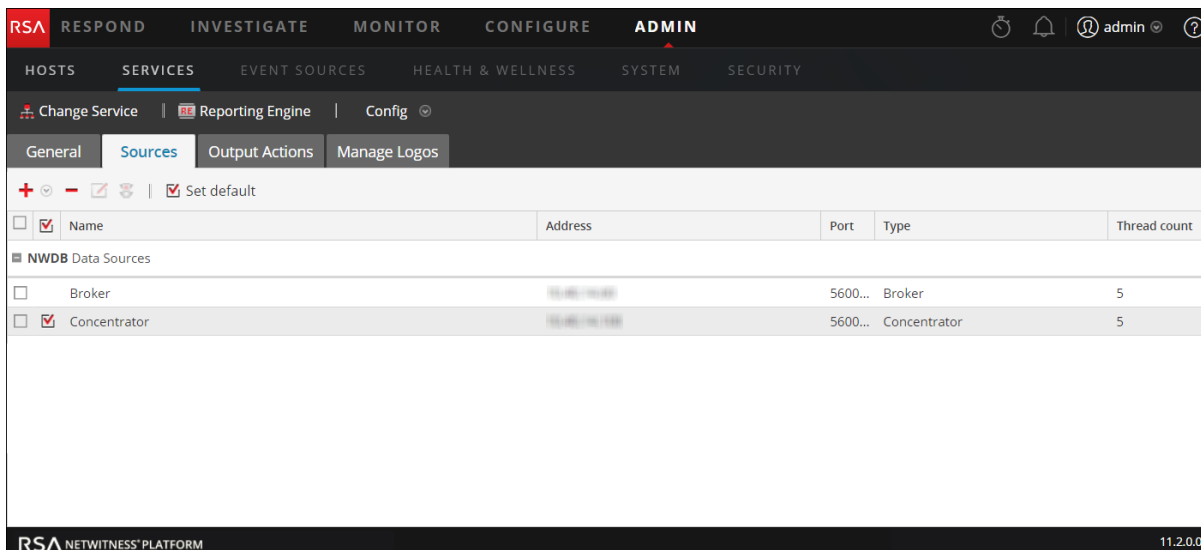 RSA RESPOND INVESTIGATE MONITOR CONFIGURE ADMIN admin ?
HOSTS SERVICES EVENT SOURCES HEALTH & WELLNESS SYSTEM SECURITY
Change Service | RE Reporting Engine | Config
General Sources Output Actions Manage Logos
Set default
Name Address Port Type Thread count
NWDB Data Sources
Broker 5600... Broker 5
Concentrator 5600... Concentrator 5
RSA NETWITNESS® PLATFORM 11.2.0.0